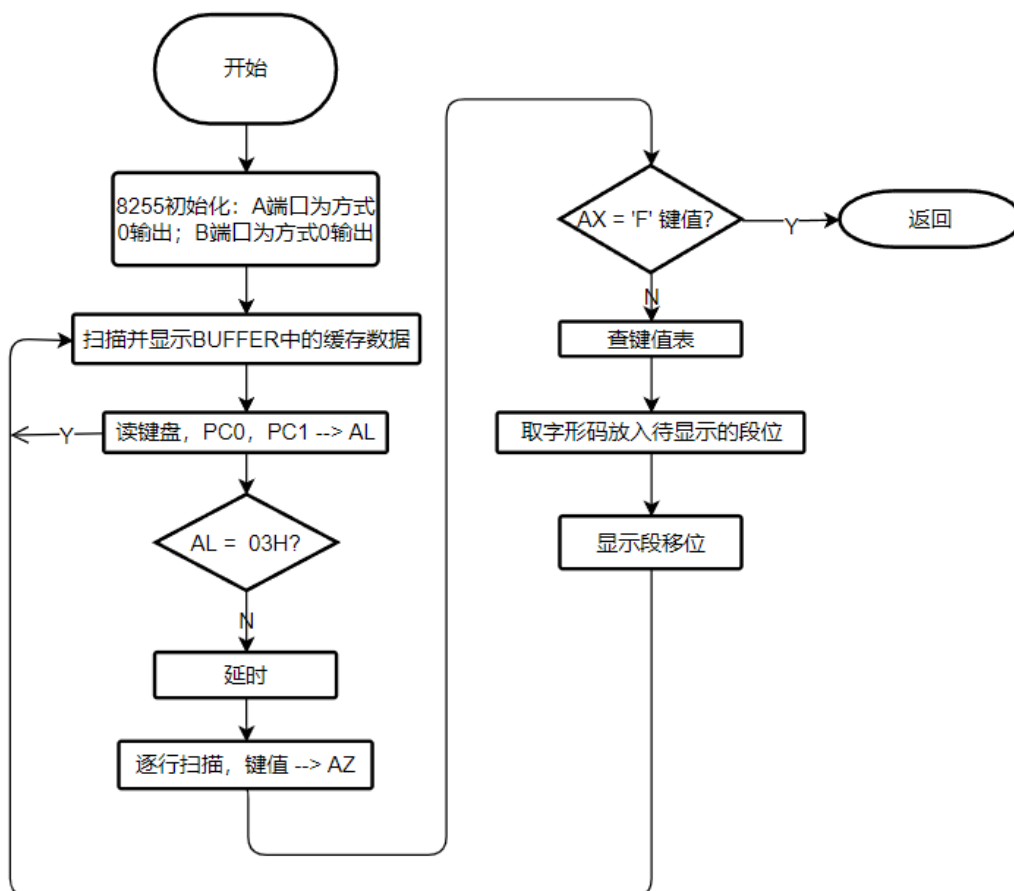 开始
8255初始化：A端口为方式
0输出；B端口为方式0输出
扫描并显示BUFFER中的缓存数据
读键盘，PC0，PC1 --> AL
Y
AL = 03H?
N
延时
逐行扫描，键值 --> AZ
AX = 'F' 键值?
Y
返回
N
查键值表
取字形码放入待显示的段位
显示段移位